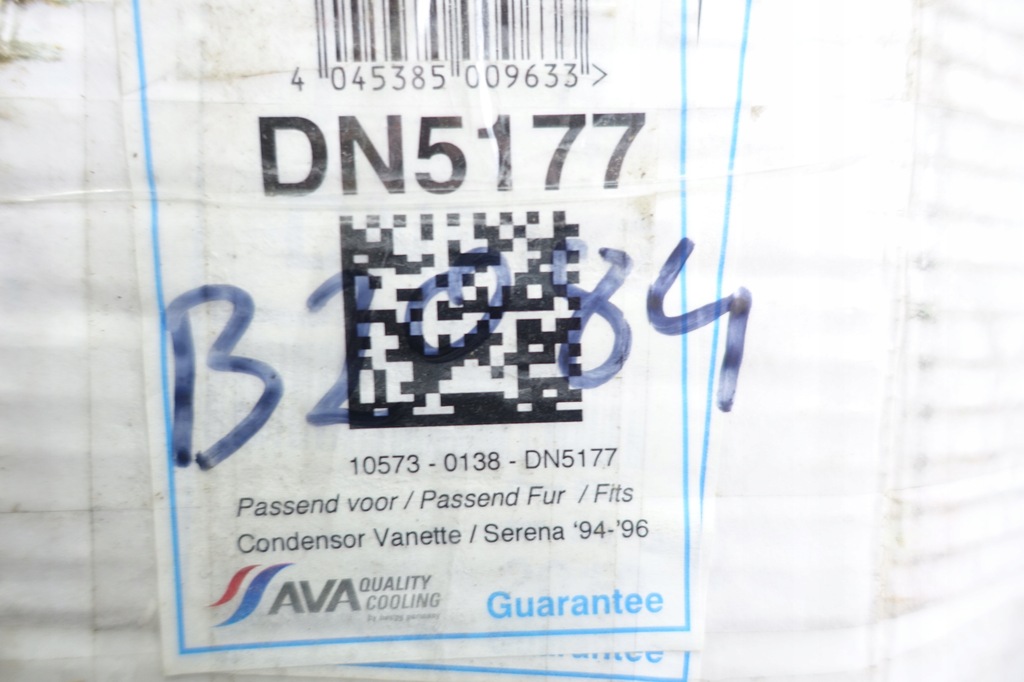 4 045385 009633 >
DN5177
B2084
10573 - 0138 - DN5177
Passend voor / Passend Fur / Fits
Condensor Vanette / Serena '94-'96
AVA QUALITY
COOLING
Guarantee